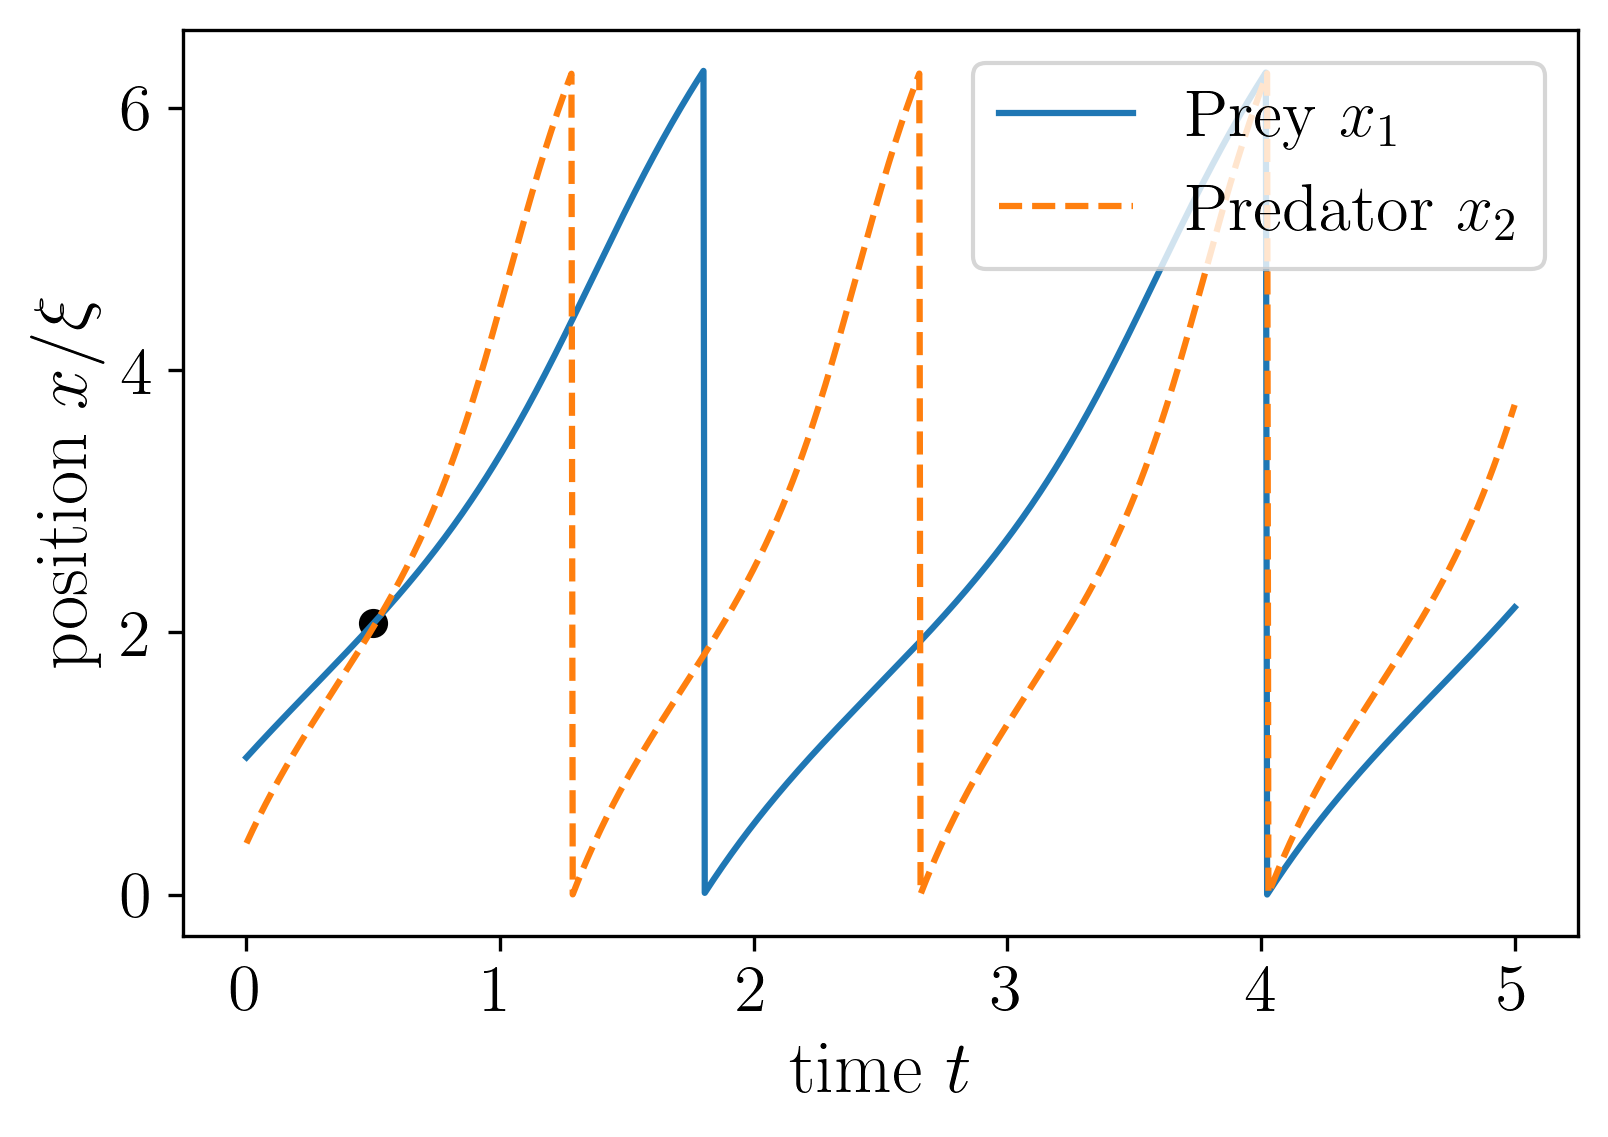 6
4
2
0
position x/ξ
Prey x₁
Predator x₂
0 1 2 3 4 5
time t